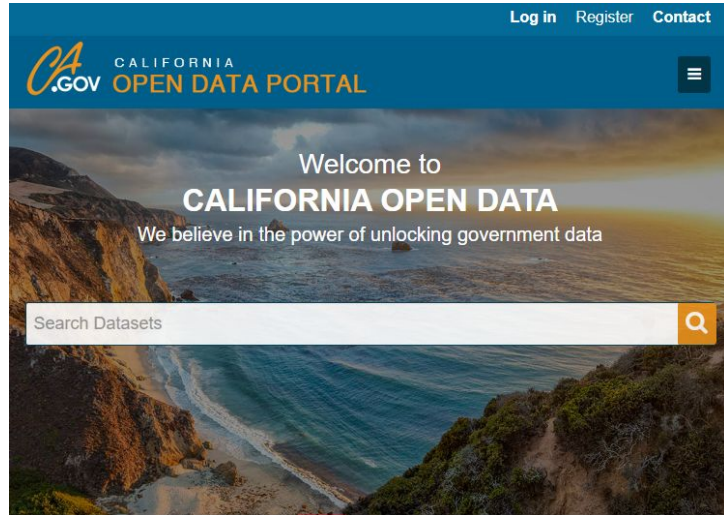 Log in Register Contact
CA
.GOV
CALIFORNIA
OPEN DATA PORTAL
Welcome to
CALIFORNIA OPEN DATA
We believe in the power of unlocking government data
Search Datasets